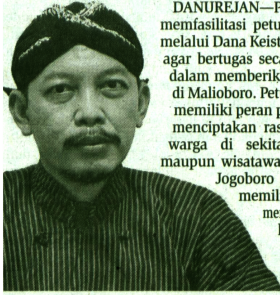 DANUREJAN—
memfasilitasi petu
melalui Dana Keist
agar bertugas seca
dalam memberik
di Malioboro. Pet
memiliki peran p
menciptakan ras
warga di sekita
maupun wisatawa
Jogoboro
memili
me